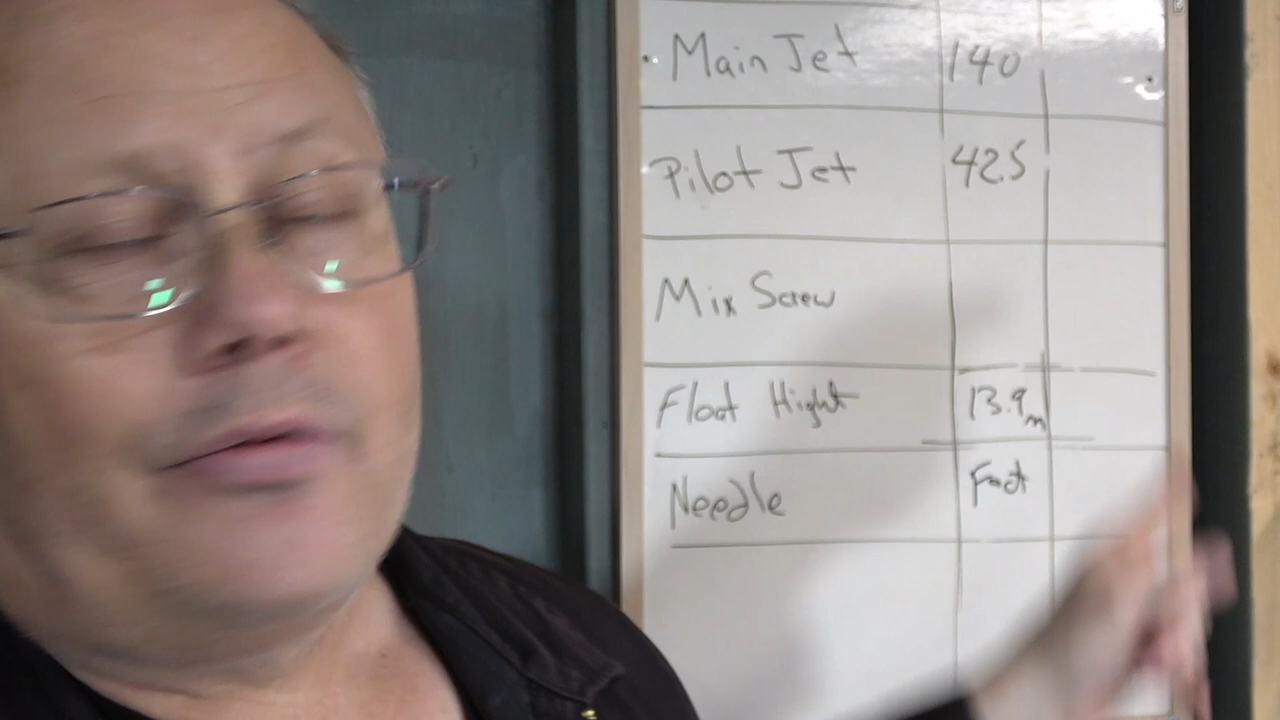 Main Jet 140
Pilot Jet 42.5
Mix Screw
Float Hight 13.9m
Needle Fact